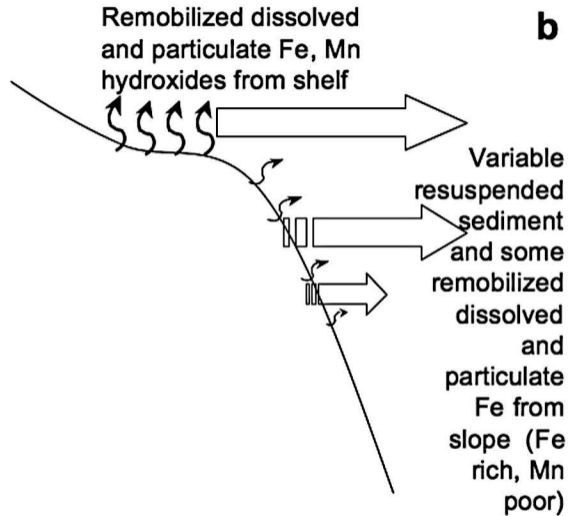 Remobilized dissolved
and particulate Fe, Mn
hydroxides from shelf
b
Variable
resuspended
sediment
and some
remobilized
dissolved
and
particulate
Fe from
slope (Fe
rich, Mn
poor)